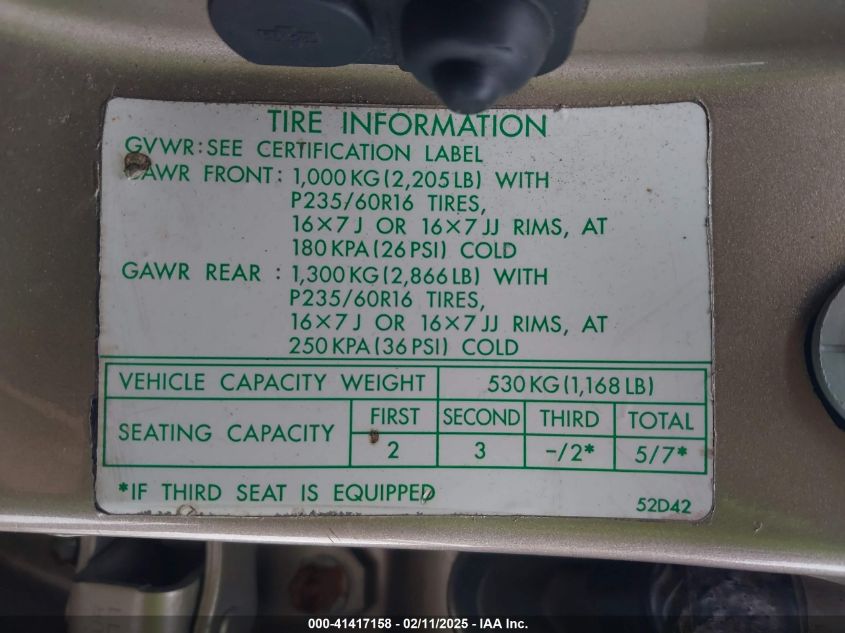 TIRE INFORMATION
GVWR:SEE CERTIFICATION LABEL
GAWR FRONT: 1,000 KG (2,205 LB) WITH
P235/60R16 TIRES,
16×7 J OR 16×7 JJ RIMS, AT
180 KPA (26 PSI) COLD
GAWR REAR : 1,300 KG (2,866 LB) WITH
P235/60R16 TIRES,
16×7 J OR 16×7 JJ RIMS, AT
250 KPA (36 PSI) COLD
VEHICLE CAPACITY WEIGHT 530 KG (1,168 LB)
SEATING CAPACITY FIRST SECOND THIRD TOTAL
2 3 -/2* 5/7*
*IF THIRD SEAT IS EQUIPPED
52D42
000-41417158 - 02/11/2025 - IAA Inc.